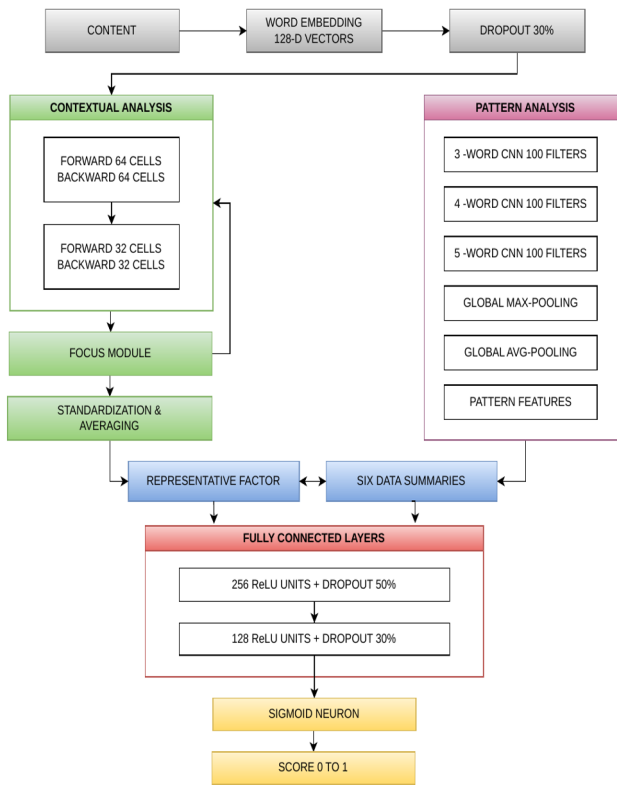 CONTENT
WORD EMBEDDING
128-D VECTORS
DROPOUT 30%
CONTEXTUAL ANALYSIS
FORWARD 64 CELLS
BACKWARD 64 CELLS
FORWARD 32 CELLS
BACKWARD 32 CELLS
FOCUS MODULE
STANDARDIZATION &
AVERAGING
PATTERN ANALYSIS
3 -WORD CNN 100 FILTERS
4 -WORD CNN 100 FILTERS
5 -WORD CNN 100 FILTERS
GLOBAL MAX-POOLING
GLOBAL AVG-POOLING
PATTERN FEATURES
REPRESENTATIVE FACTOR
SIX DATA SUMMARIES
FULLY CONNECTED LAYERS
256 ReLU UNITS + DROPOUT 50%
128 ReLU UNITS + DROPOUT 30%
SIGMOID NEURON
SCORE 0 TO 1